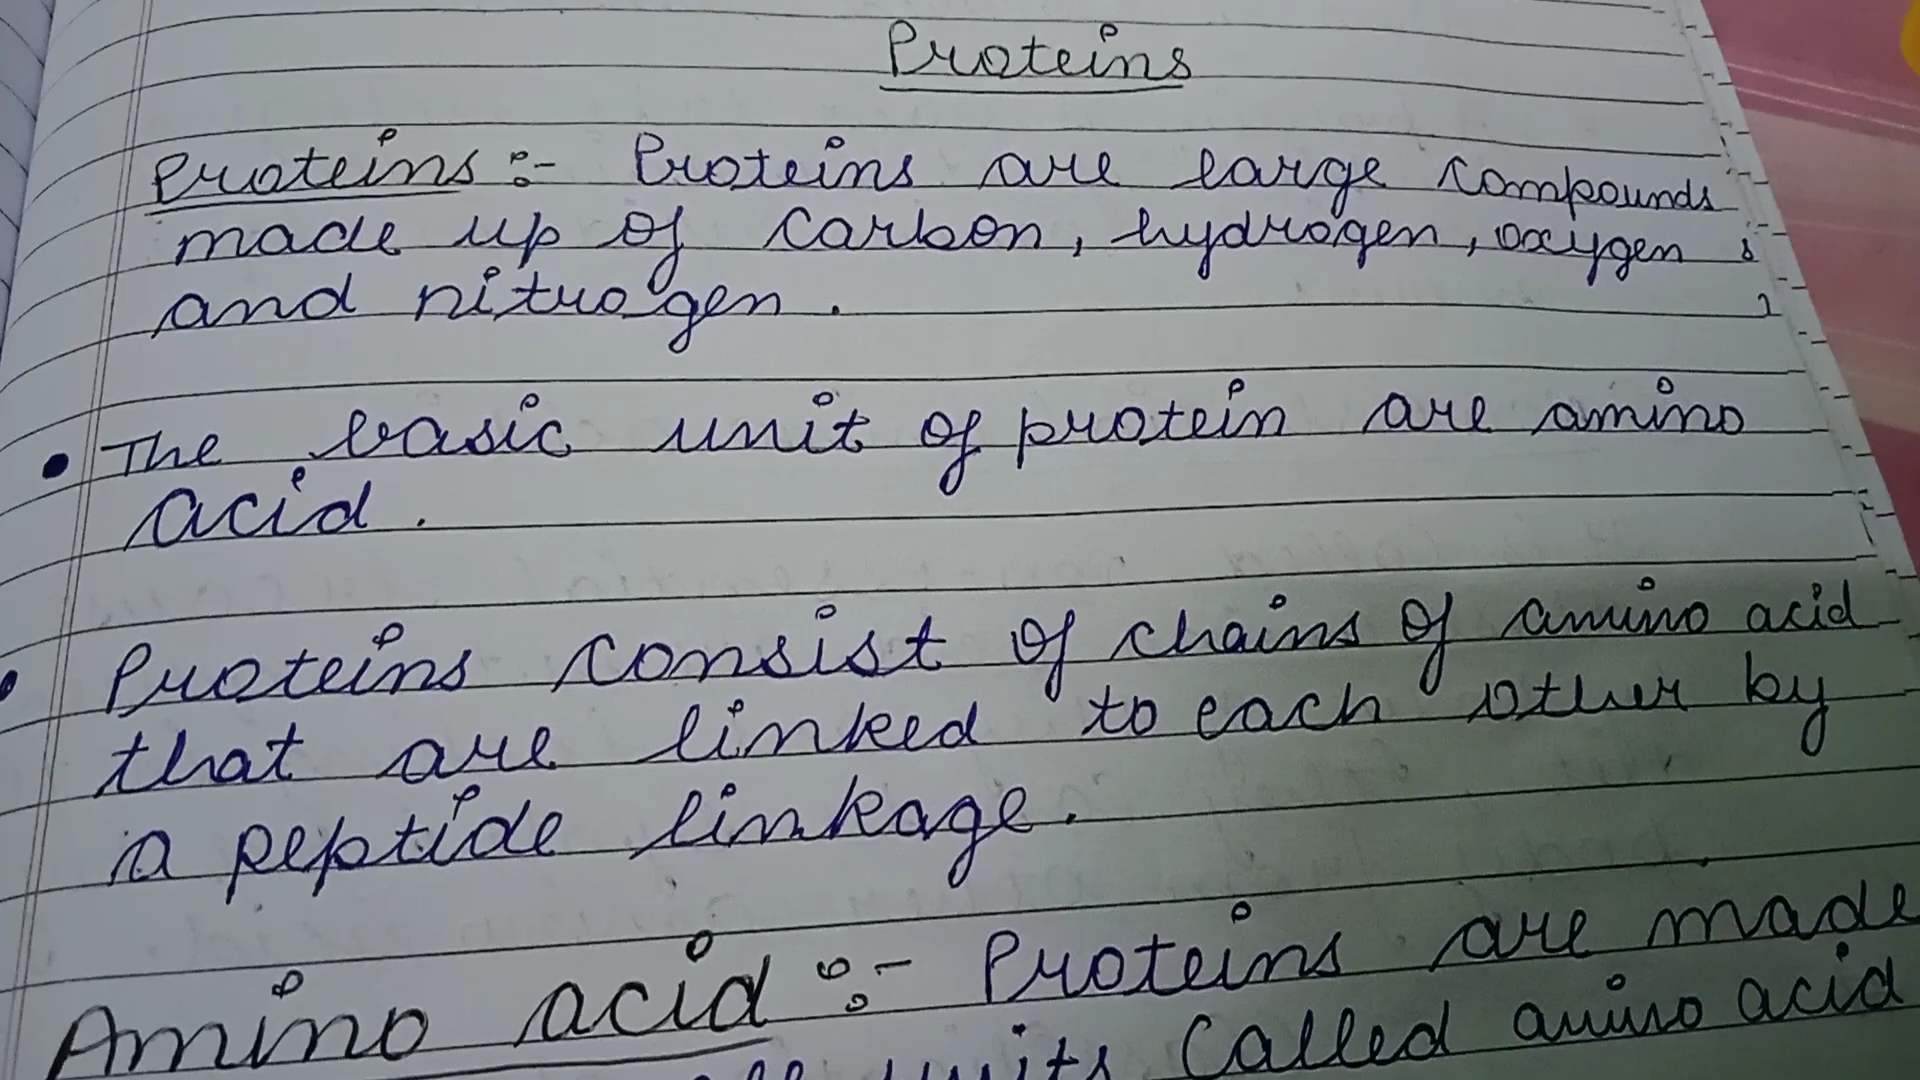 Proteins
Proteins :- Proteins are large compounds
made up of carbon, hydrogen, oxygen
and nitrogen.
• The basic unit of protein are amino
acid.
• Proteins consist of chains of amino acid
that are linked to each other by
a peptide linkage.
Amino acid :- Proteins are made
units called amino acid